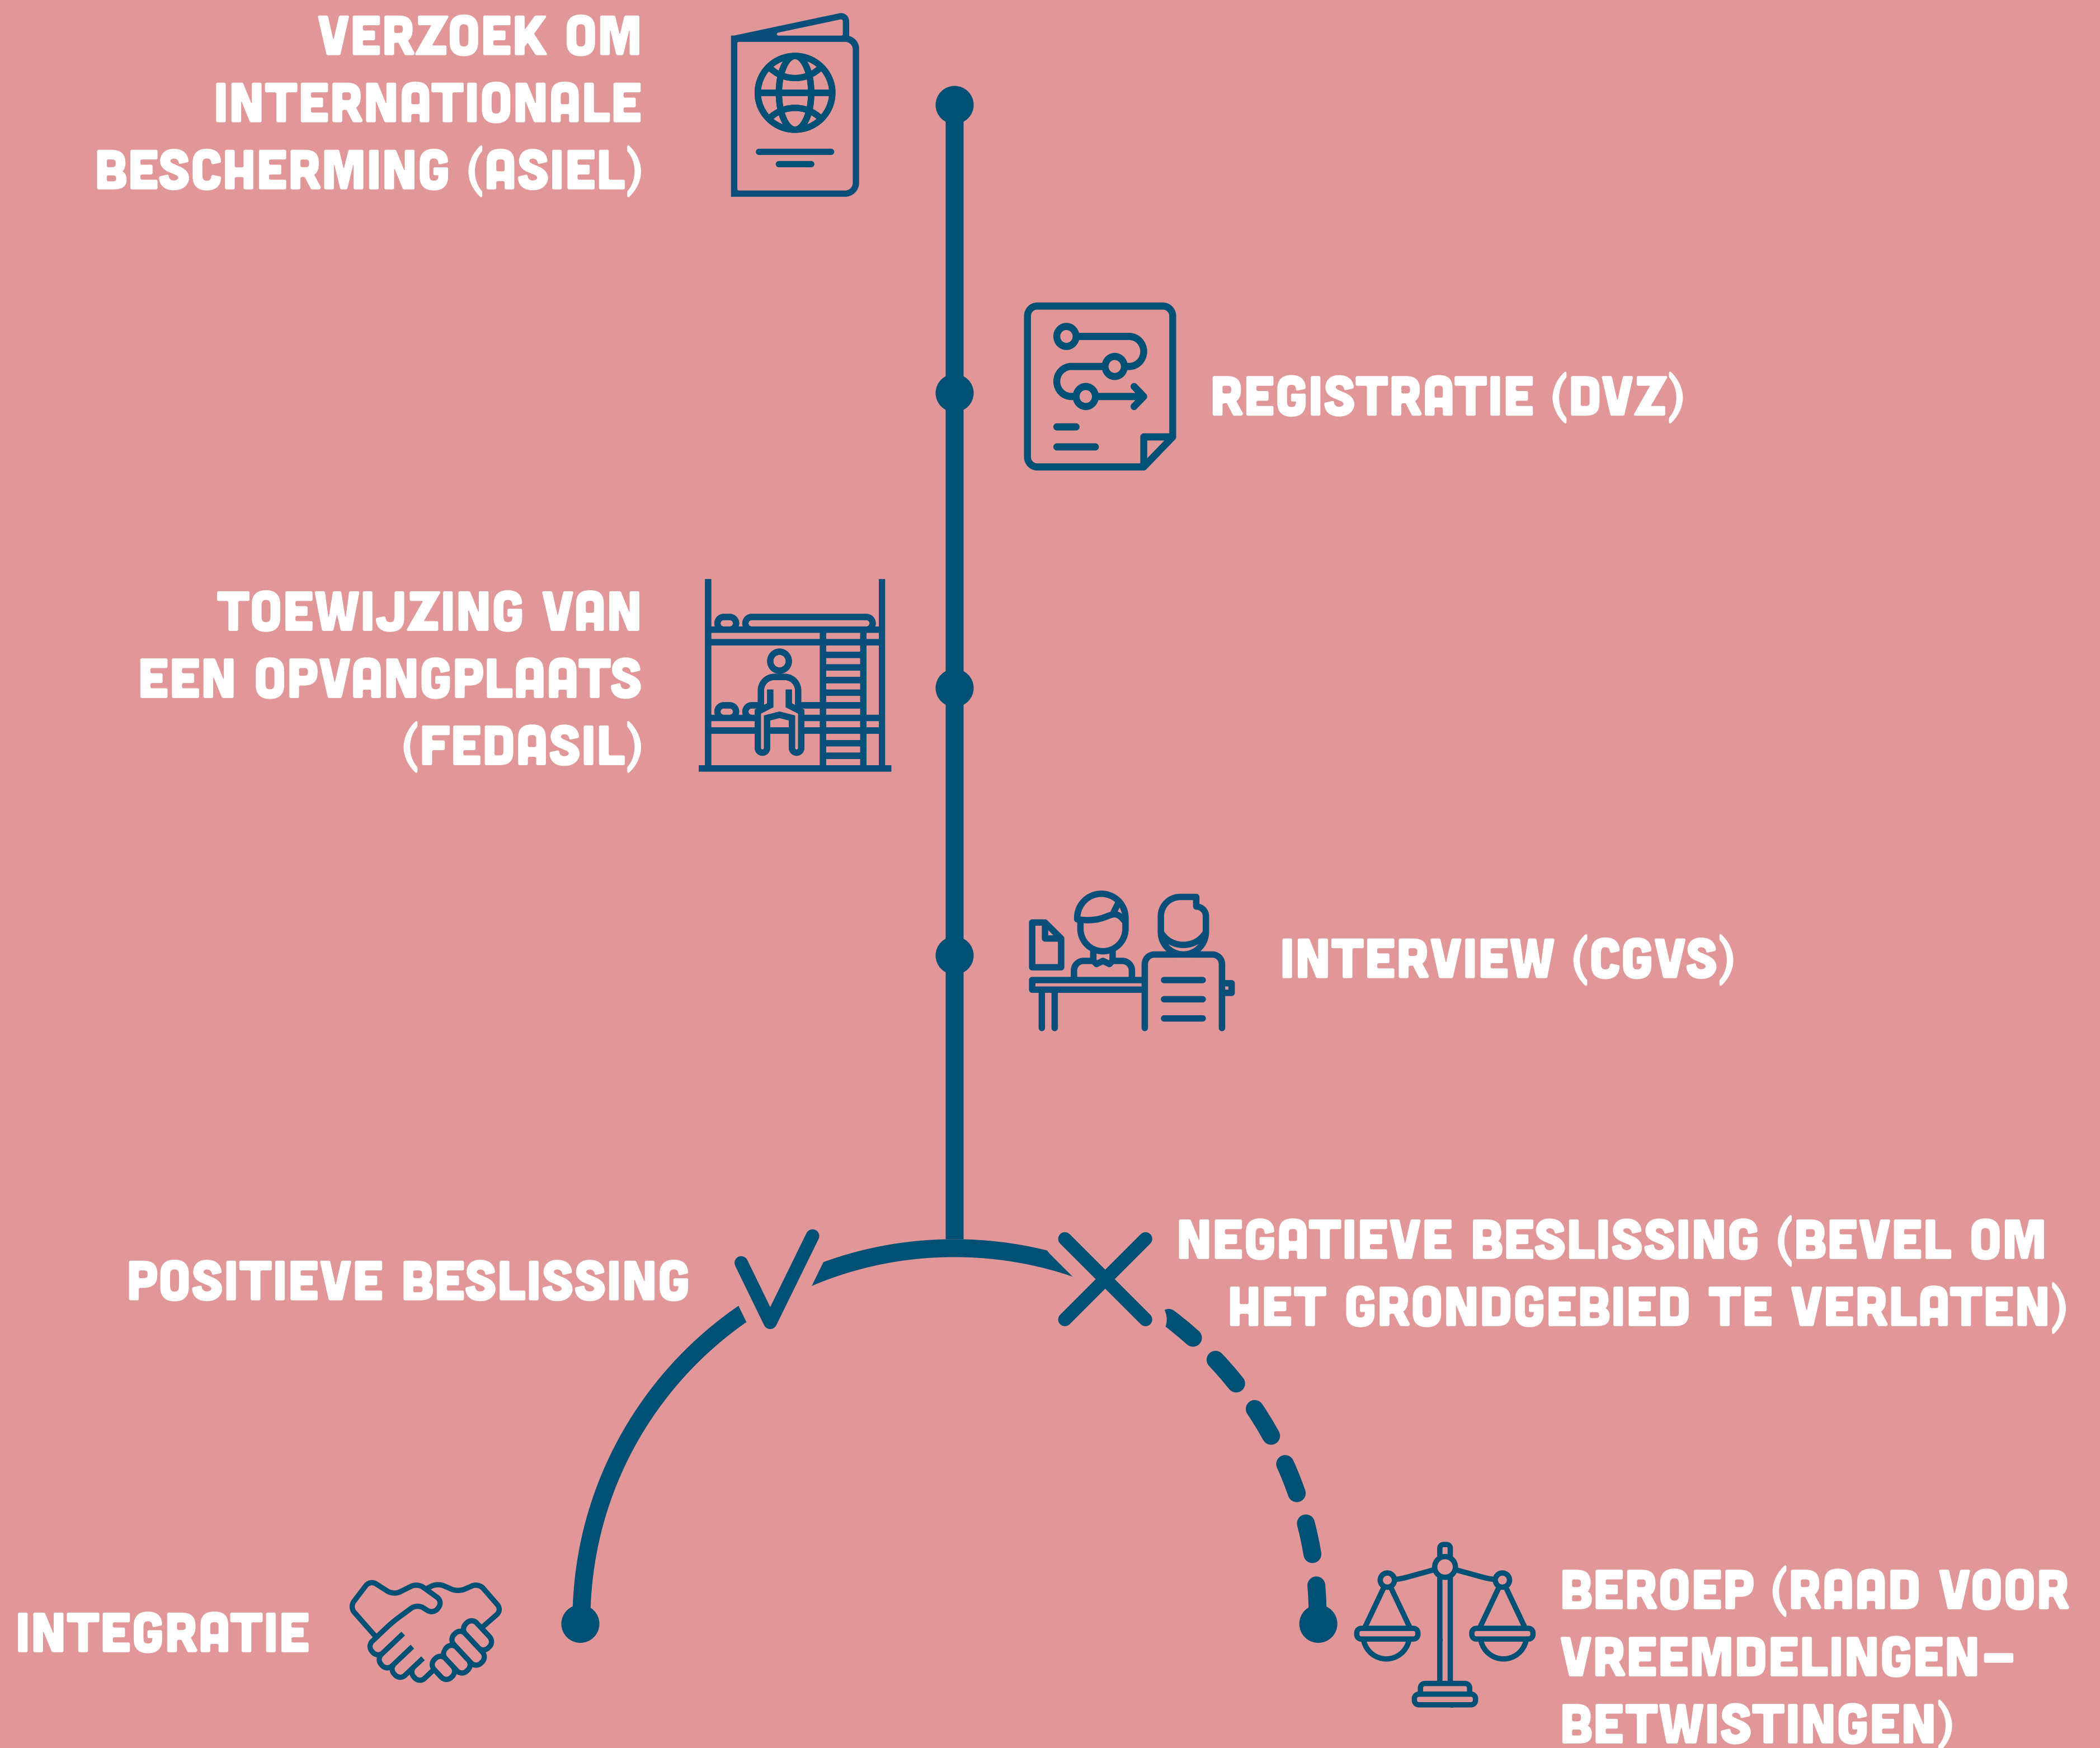 VERZOEK OM
INTERNATIONALE
BESCHERMING (ASIEL)
REGISTRATIE (DVZ)
TOEWIJZING VAN
EEN OPVANGPLAATS
(FEDASIL)
INTERVIEW (CGVS)
POSITIEVE BESLISSING
NEGATIEVE BESLISSING (BEVEL OM
HET GRONDGEBIED TE VERLATEN)
INTEGRATIE
BEROEP (RAAD VOOR
VREEMDELINGEN-
BETWISTINGEN)